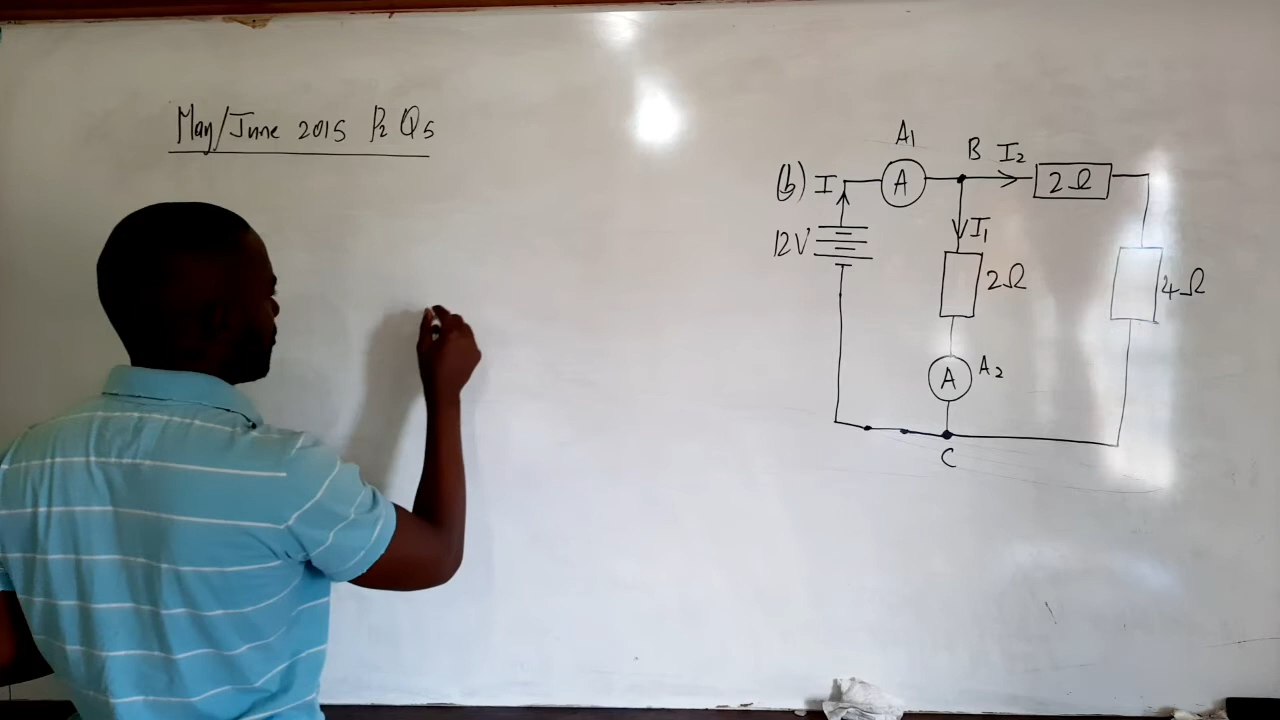 May/June 2015 P2 Q5
(b) I
A1
A
B
I2
2Ω
12V
I1
2Ω
4Ω
A
A2
C